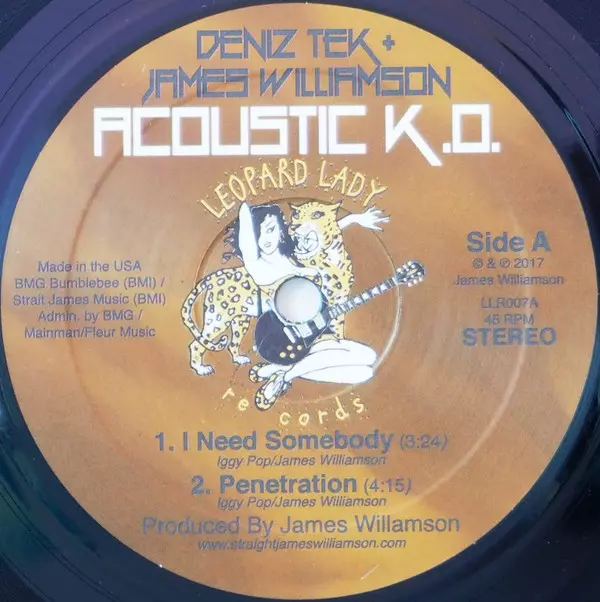 DENIZ TEK +
JAMES WILLIAMSON
ACOUSTIC K.O.
LEOPARD LADY
records
Made in the USA
BMG Bumblebee (BMI) /
Strait James Music (BMI)
Admin. by BMG /
Mainman/Fleur Music
Side A
© & ℗ 2017
James Williamson
LLR007A
45 RPM
STEREO
1. I Need Somebody (3:24)
Iggy Pop/James Williamson
2. Penetration (4:15)
Iggy Pop/James Williamson
Produced By James Willamson
www.straightjameswilliamson.com